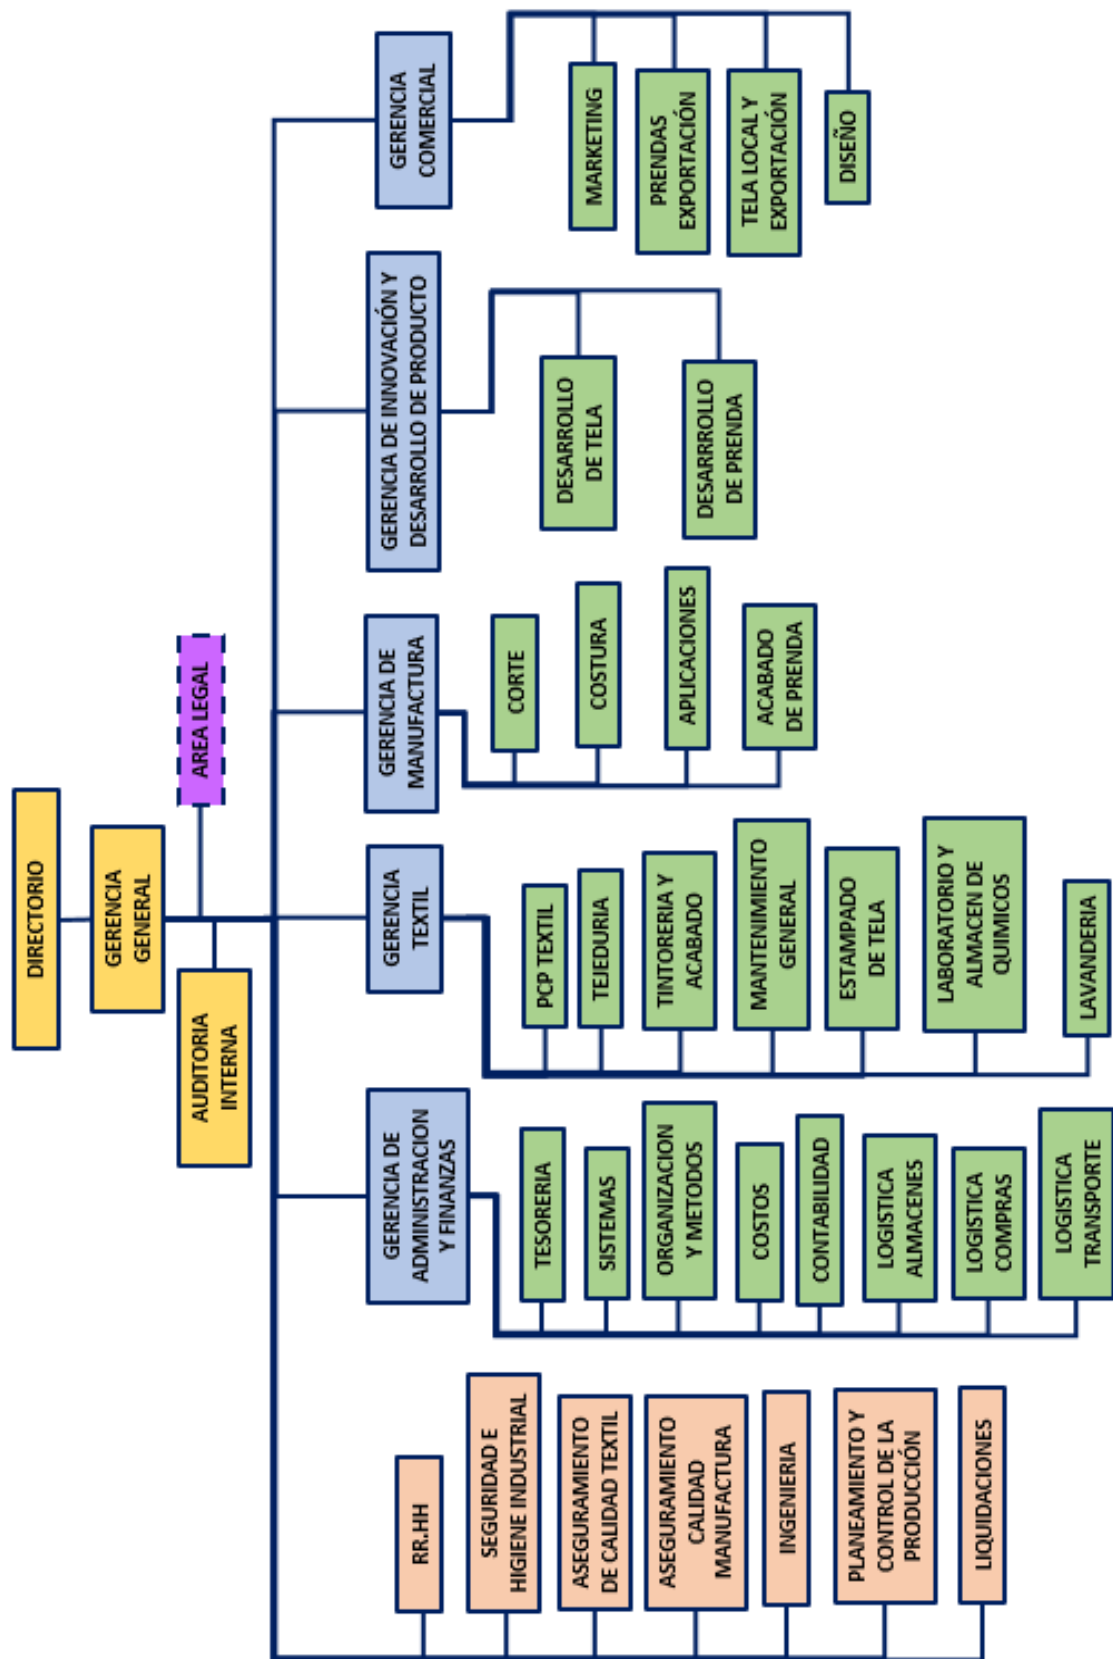 DIRECTORIO
GERENCIA
GENERAL
AREA LEGAL
AUDITORIA
INTERNA
RR.HH
SEGURIDAD E
HIGIENE INDUSTRIAL
ASEGURAMIENTO
DE CALIDAD TEXTIL
ASEGURAMIENTO
CALIDAD
MANUFACTURA
INGENIERIA
PLANEAMIENTO Y
CONTROL DE LA
PRODUCCIÓN
LIQUIDACIONES
GERENCIA DE
ADMINISTRACION
Y FINANZAS
TESORERIA
SISTEMAS
ORGANIZACION
Y METODOS
COSTOS
CONTABILIDAD
LOGISTICA
ALMACENES
LOGISTICA
COMPRAS
LOGISTICA
TRANSPORTE
GERENCIA
TEXTIL
PCP TEXTIL
TEJEDURIA
TINTORERIA Y
ACABADO
MANTENIMIENTO
GENERAL
ESTAMPADO
DE TELA
LABORATORIO Y
ALMACEN DE
QUIMICOS
LAVANDERIA
GERENCIA DE
MANUFACTURA
CORTE
COSTURA
APLICACIONES
ACABADO
DE PRENDA
GERENCIA DE INNOVACIÓN Y
DESARROLLO DE PRODUCTO
DESARROLLO
DE TELA
DESARRROLLO
DE PRENDA
GERENCIA
COMERCIAL
MARKETING
PRENDAS
EXPORTACIÓN
TELA LOCAL Y
EXPORTACIÓN
DISEÑO